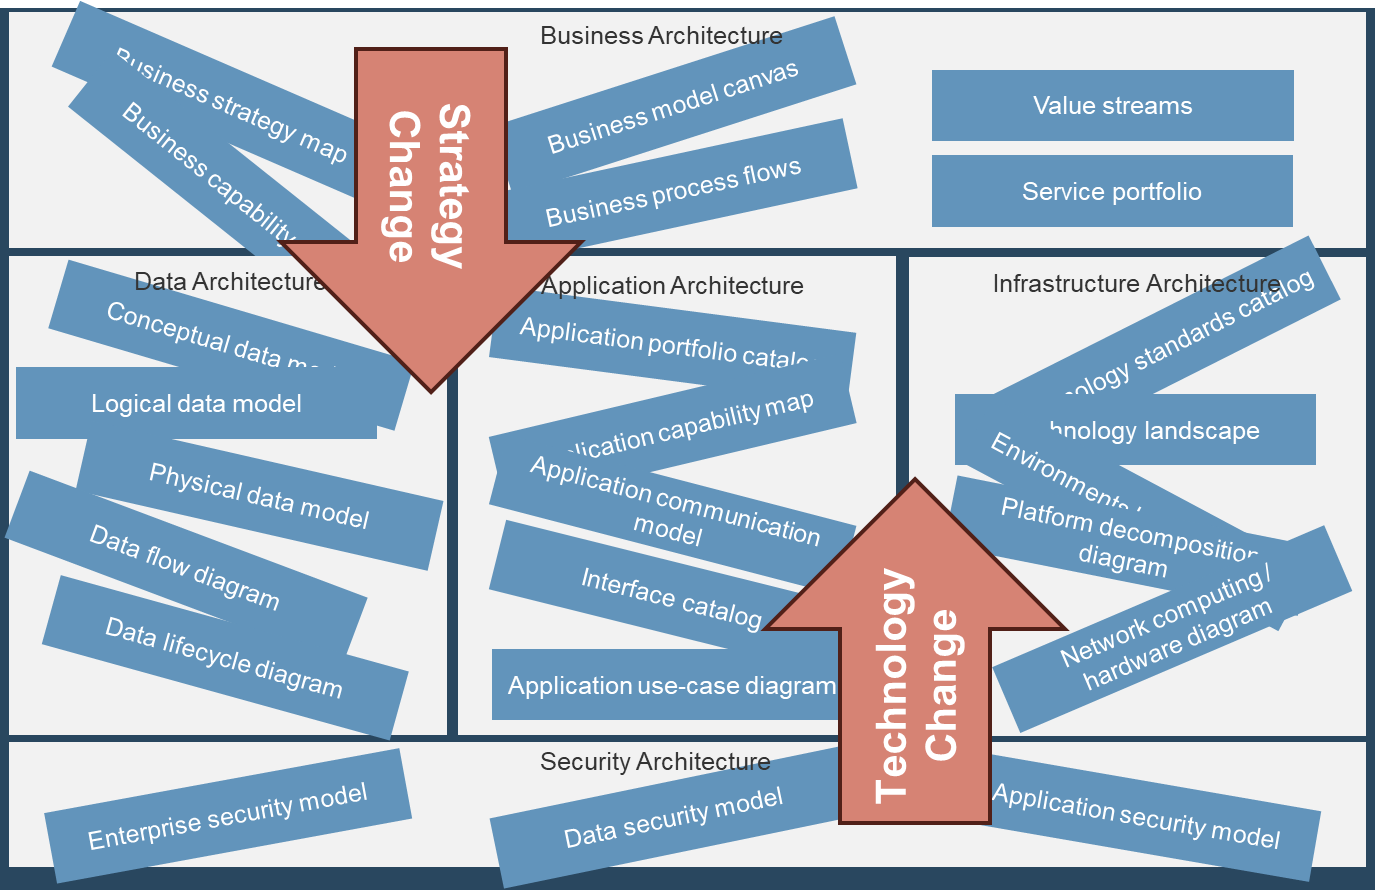 Business Architecture
Business strategy map
Business capability
Strategy
Change
Business model canvas
Business process flows
Value streams
Service portfolio
Data Architecture
Conceptual data
Logical data model
Physical data model
Data flow diagram
Data lifecycle diagram
Application Architecture
Application portfolio
capability map
Application communication
model
Interface catalog
Application use-case diagram
Infrastructure Architecture
standards catalog
landscape
Environments
Platform decomposition
diagram
Network computing /
hardware diagram
Technology
Change
Security Architecture
Enterprise security model
Data security model
Application security model